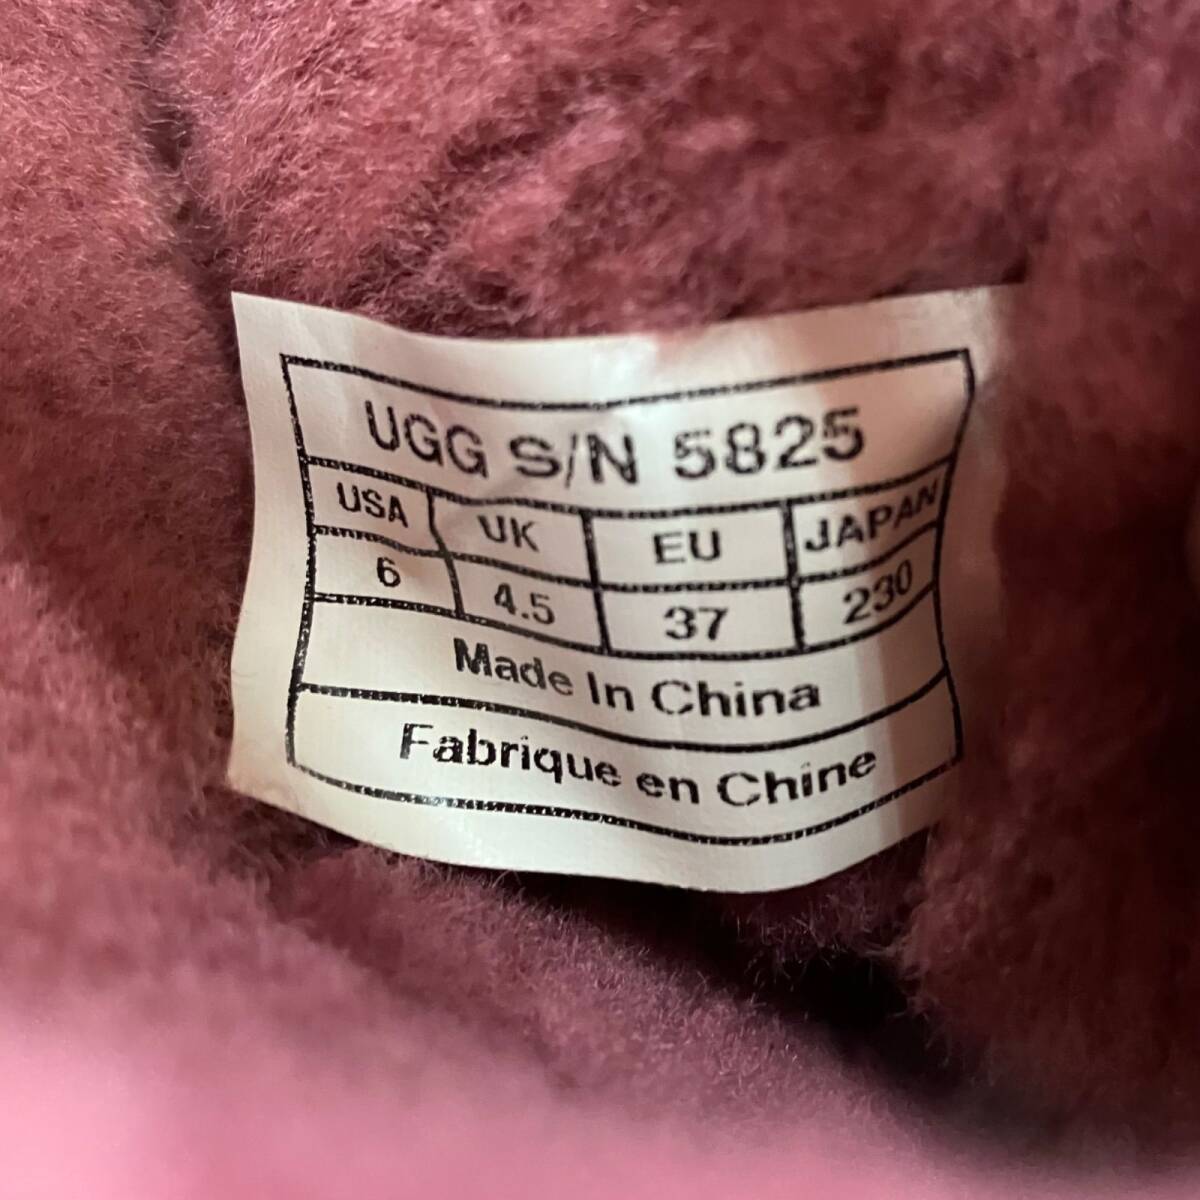 UGG S/N 5825
USA UK EU JAPAN
6 4.5 37 230
Made In China
Fabrique en Chine